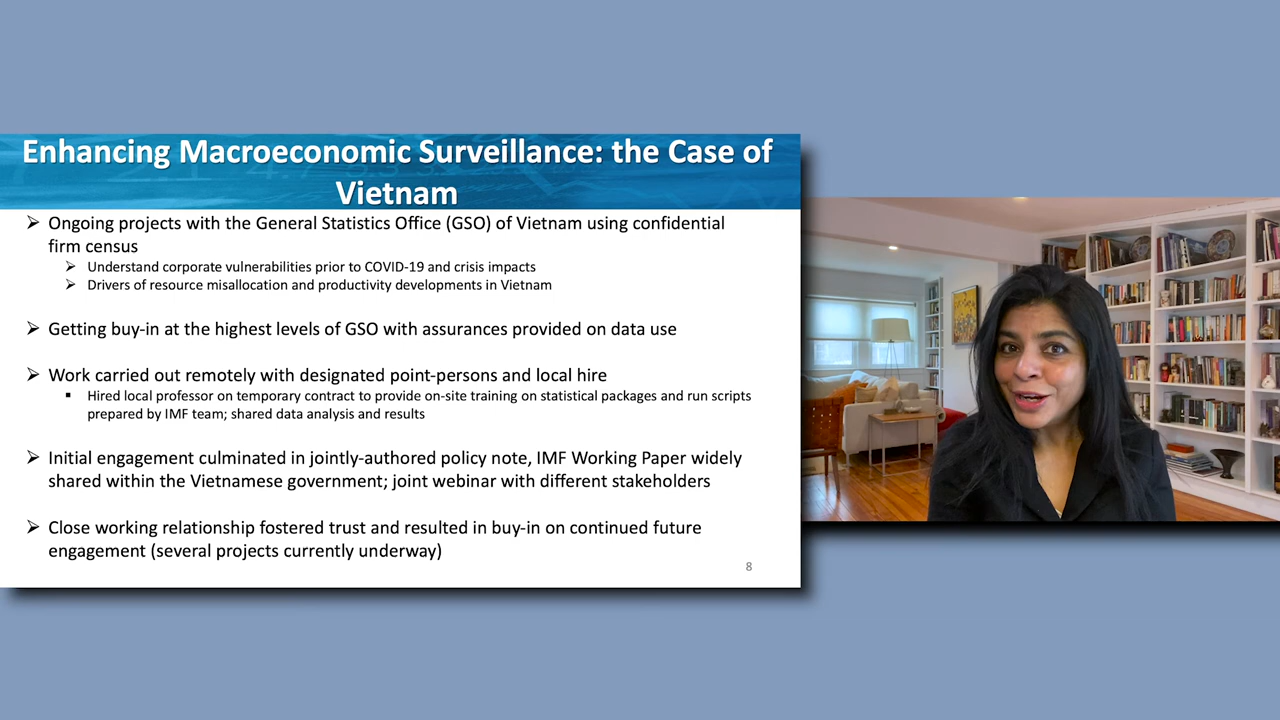 Enhancing Macroeconomic Surveillance: the Case of
Vietnam
➢ Ongoing projects with the General Statistics Office (GSO) of Vietnam using confidential
firm census
➢ Understand corporate vulnerabilities prior to COVID-19 and crisis impacts
➢ Drivers of resource misallocation and productivity developments in Vietnam
➢ Getting buy-in at the highest levels of GSO with assurances provided on data use
➢ Work carried out remotely with designated point-persons and local hire
▪ Hired local professor on temporary contract to provide on-site training on statistical packages and run scripts
prepared by IMF team; shared data analysis and results
➢ Initial engagement culminated in jointly-authored policy note, IMF Working Paper widely
shared within the Vietnamese government; joint webinar with different stakeholders
➢ Close working relationship fostered trust and resulted in buy-in on continued future
engagement (several projects currently underway)
8